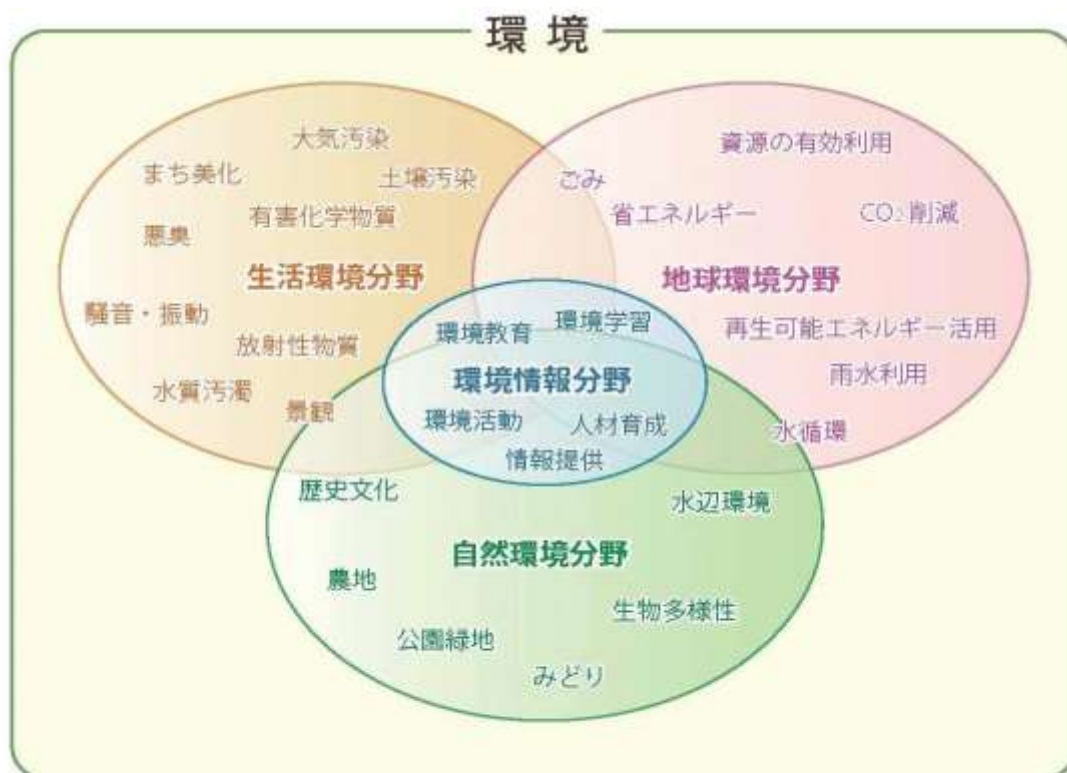 環境
大気汚染
まち美化
土壌汚染
有害化学物質
悪臭
生活環境分野
騒音・振動
放射性物質
水質汚濁
景観
資源の有効利用
ごみ
省エネルギー
CO₂削減
地球環境分野
再生可能エネルギー活用
雨水利用
水循環
環境教育
環境学習
環境情報分野
環境活動
人材育成
情報提供
歴史文化
水辺環境
自然環境分野
農地
生物多様性
公園緑地
みどり